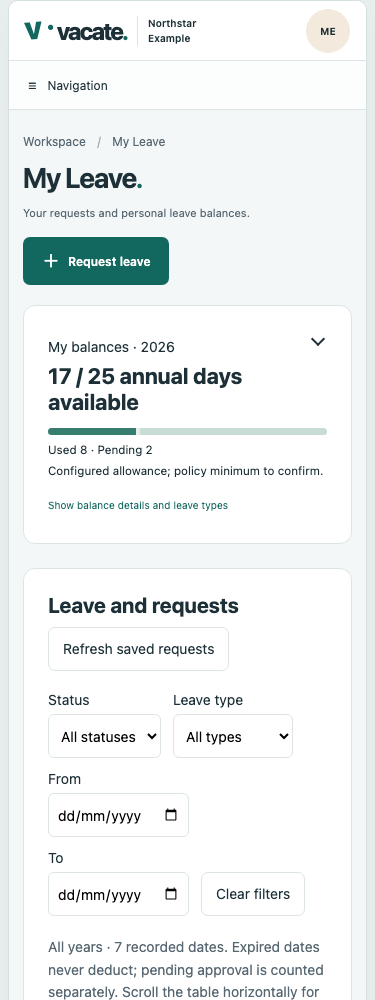 vacate.
Northstar
Example
ME
≡ Navigation
Workspace / My Leave
My Leave.
Your requests and personal leave balances.
+ Request leave
My balances · 2026
17 / 25 annual days
available
Used 8 · Pending 2
Configured allowance; policy minimum to confirm.
Show balance details and leave types
Leave and requests
Refresh saved requests
Status Leave type
All statuses All types
From
dd/mm/yyyy
To
dd/mm/yyyy Clear filters
All years · 7 recorded dates. Expired dates
never deduct; pending approval is counted
separately. Scroll the table horizontally for